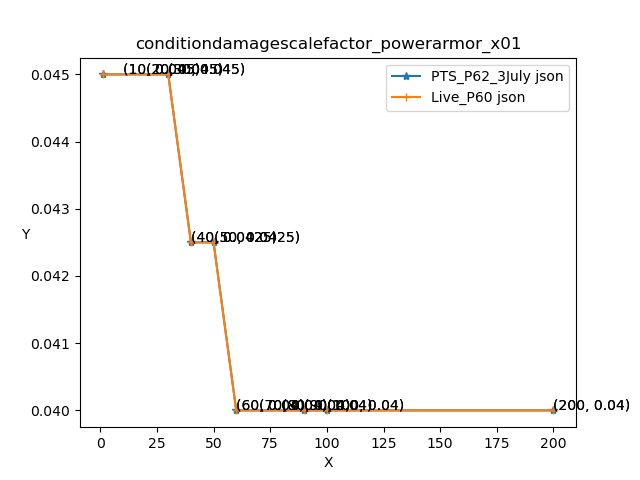 conditiondamagescalefactor_powerarmor_x01
PTS_P62_3July json
Live_P60 json
0.045
0.044
0.043
0.042
0.041
0.040
Y
(200, 0.04)
0 25 50 75 100 125 150 175 200
X